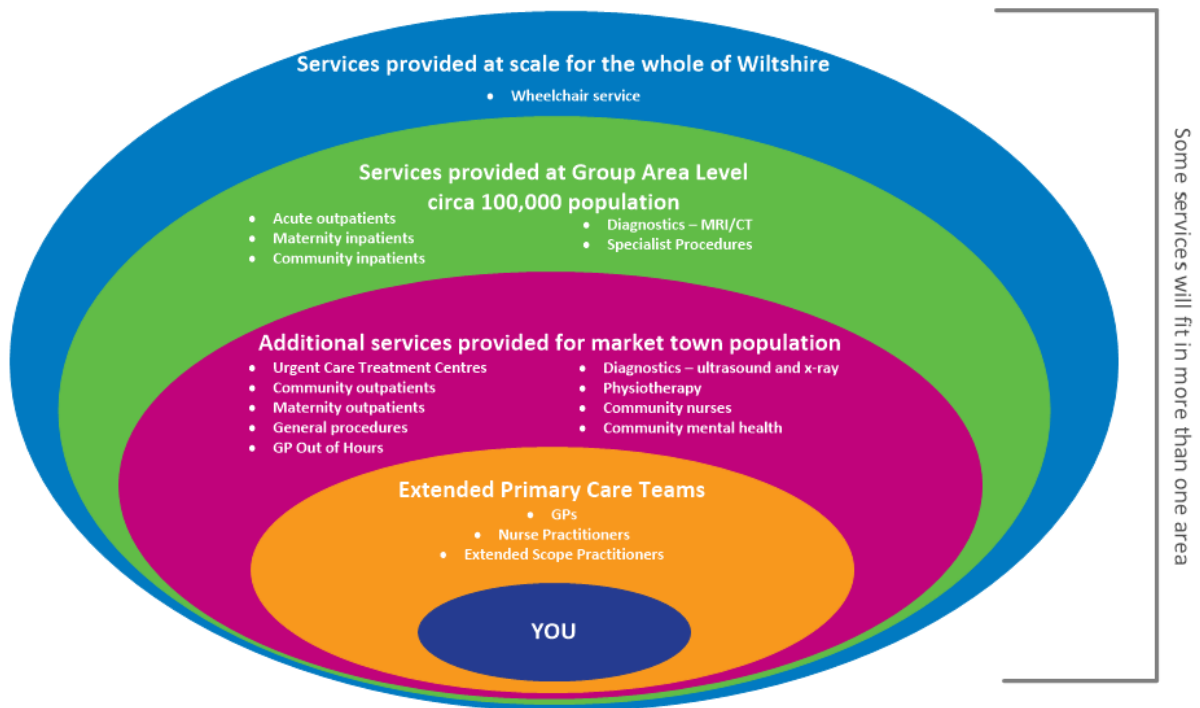 Services provided at scale for the whole of Wiltshire
• Wheelchair service
Services provided at Group Area Level
circa 100,000 population
• Acute outpatients
• Maternity inpatients
• Community inpatients
• Diagnostics – MRI/CT
• Specialist Procedures
Additional services provided for market town population
• Urgent Care Treatment Centres
• Community outpatients
• Maternity outpatients
• General procedures
• GP Out of Hours
• Diagnostics – ultrasound and x-ray
• Physiotherapy
• Community nurses
• Community mental health
Extended Primary Care Teams
• GPs
• Nurse Practitioners
• Extended Scope Practitioners
YOU
Some services will fit in more than one area